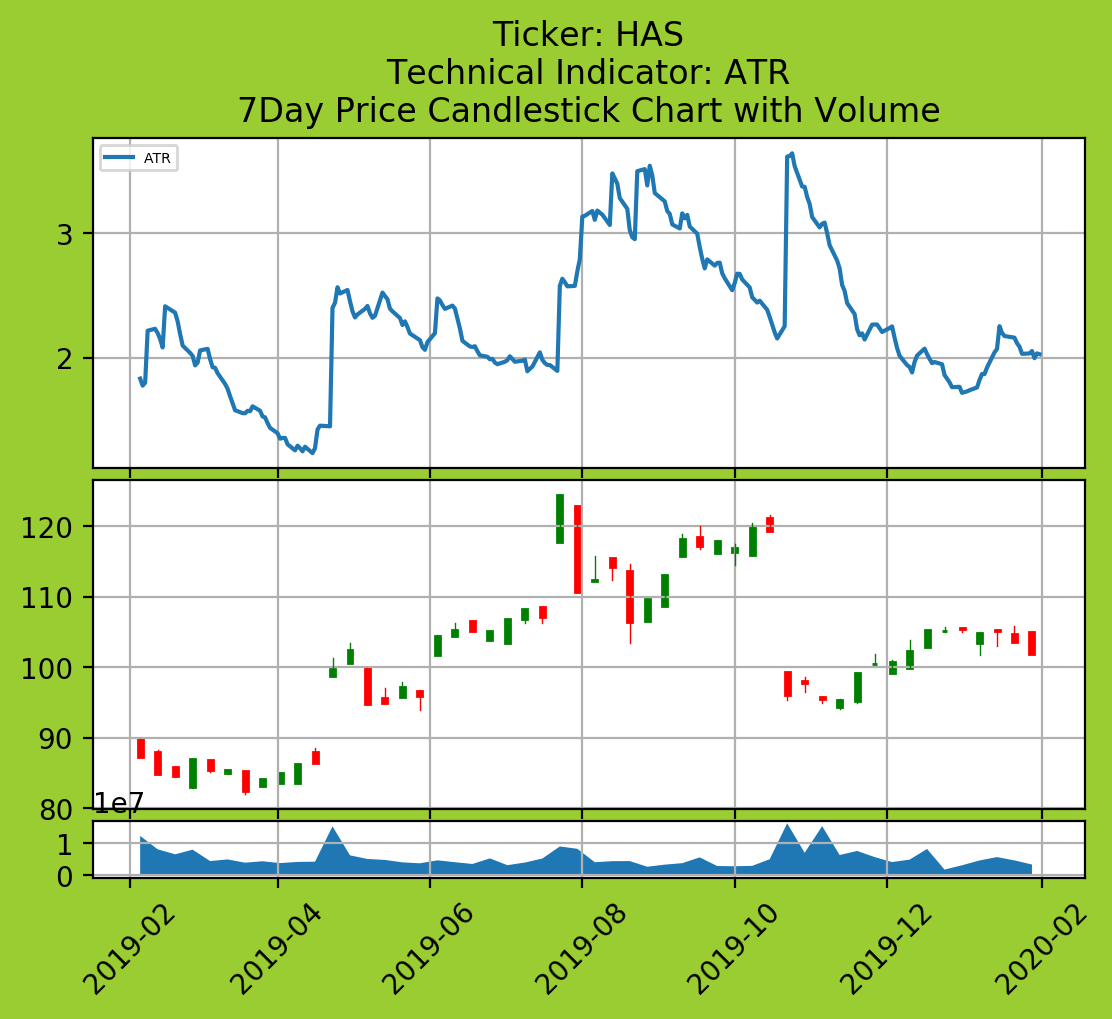 Ticker: HAS
Technical Indicator: ATR
7Day Price Candlestick Chart with Volume
ATR
3
2
120
110
100
90
80
1e7
1
0
2019-02 2019-04 2019-06 2019-08 2019-10 2019-12 2020-02